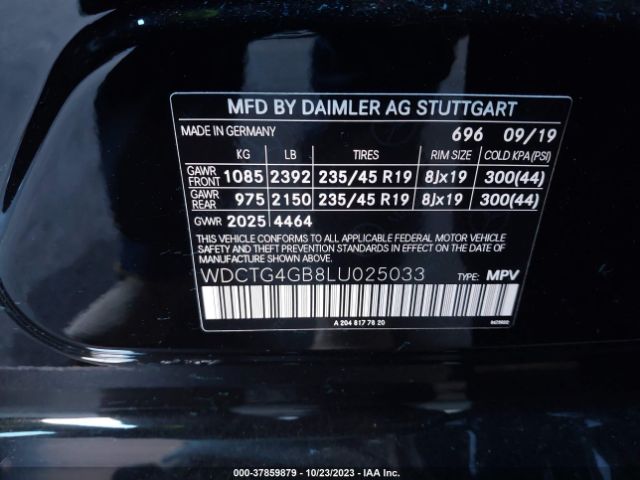 MFD BY DAIMLER AG STUTTGART
MADE IN GERMANY 696 09/19
KG LB TIRES RIM SIZE COLD KPA(PSI)
GAWR FRONT 1085 2392 235/45 R19 8Jx19 300(44)
GAWR REAR 975 2150 235/45 R19 8Jx19 300(44)
GVWR 2025 4464
THIS VEHICLE CONFORMS TO ALL APPLICABLE FEDERAL MOTOR VEHICLE
SAFETY AND THEFT PREVENTION STANDARDS IN EFFECT ON THE DATE OF
MANUFACTURE SHOWN ABOVE.
WDCTG4GB8LU025033 TYPE: MPV
A 204 817 78 20
000-37859879 / 10/23/2023 - IAA Inc.